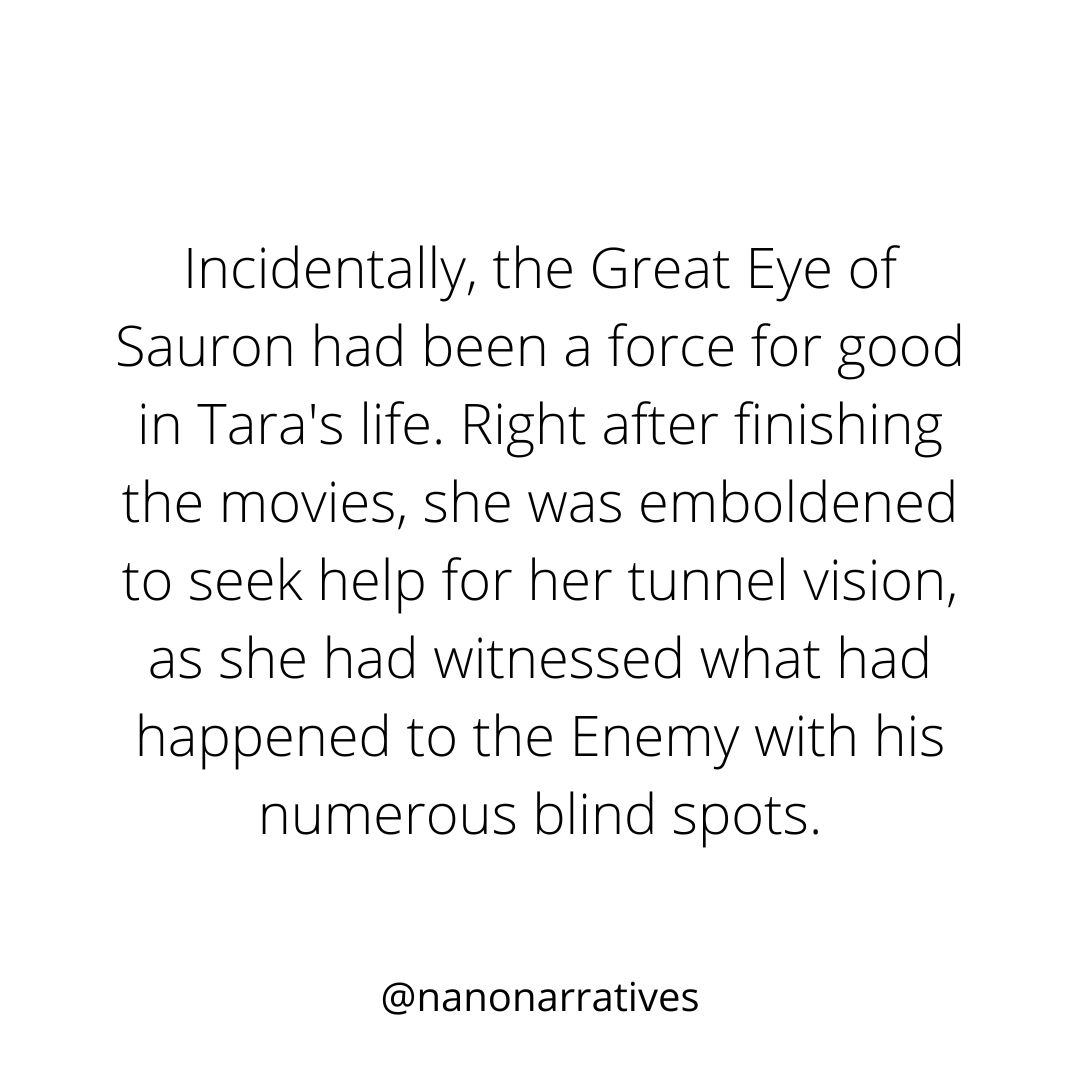 Incidentally, the Great Eye of
Sauron had been a force for good
in Tara's life. Right after finishing
the movies, she was emboldened
to seek help for her tunnel vision,
as she had witnessed what had
happened to the Enemy with his
numerous blind spots.
@nanonarratives